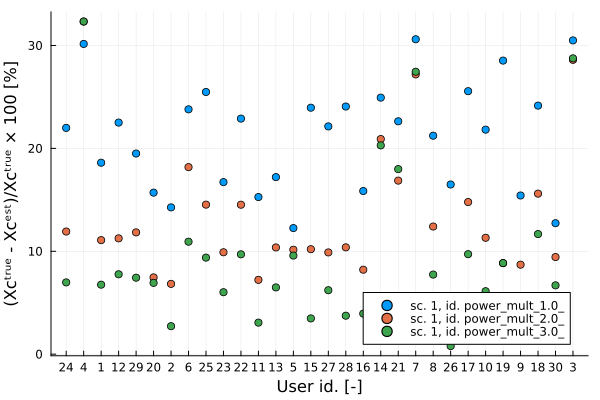 (Xcᵗʳᵘᵉ - Xcᵉˢᵗ)/Xcᵗʳᵘᵉ × 100 [%]
30
20
10
0
sc. 1, id. power_mult_1.0_
sc. 1, id. power_mult_2.0_
sc. 1, id. power_mult_3.0_
24 4 1 12 29 20 2 6 25 23 22 11 13 5 15 27 28 16 14 21 7 8 26 17 10 19 9 18 30 3
User id. [-]